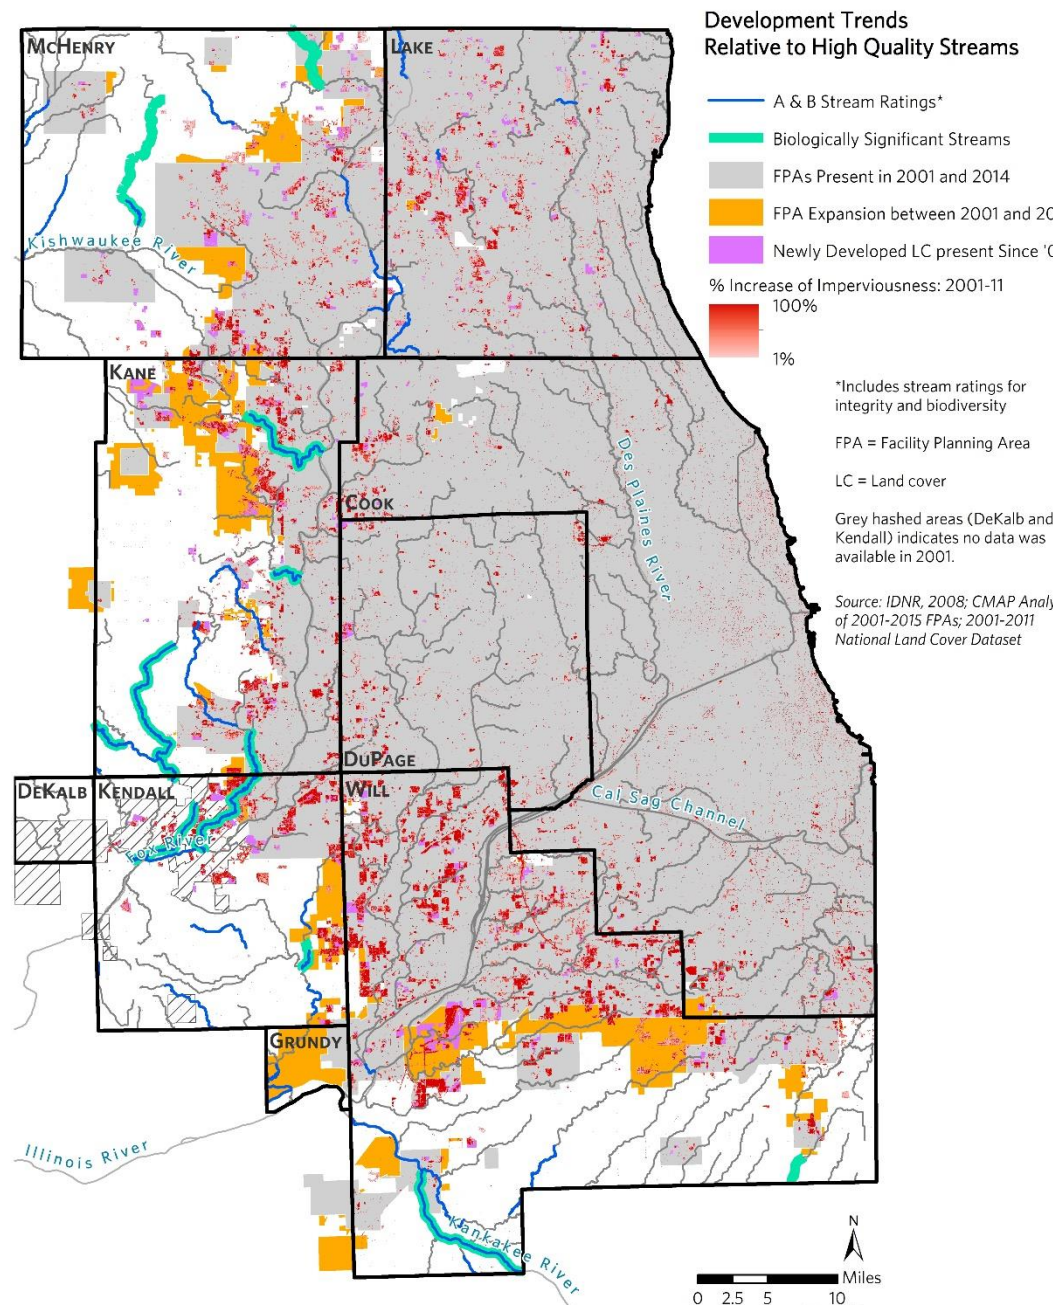 Development Trends
Relative to High Quality Streams
A & B Stream Ratings*
Biologically Significant Streams
FPAs Present in 2001 and 2014
FPA Expansion between 2001 and 20
Newly Developed LC present Since '0
% Increase of Imperviousness: 2001-11
100%
1%
*Includes stream ratings for
integrity and biodiversity
FPA = Facility Planning Area
LC = Land cover
Grey hashed areas (DeKalb and
Kendall) indicates no data was
available in 2001.
Source: IDNR, 2008; CMAP Analy
of 2001-2015 FPAs; 2001-2011
National Land Cover Dataset
MCHENRY
LAKE
Kishwaukee River
KANE
Des Plaines River
COOK
DUPAGE
DEKALB
KENDALL
WILL
Cal Sag Channel
Fox River
GRUNDY
Illinois River
Kankakee River
N
Miles
0 2.5 5 10